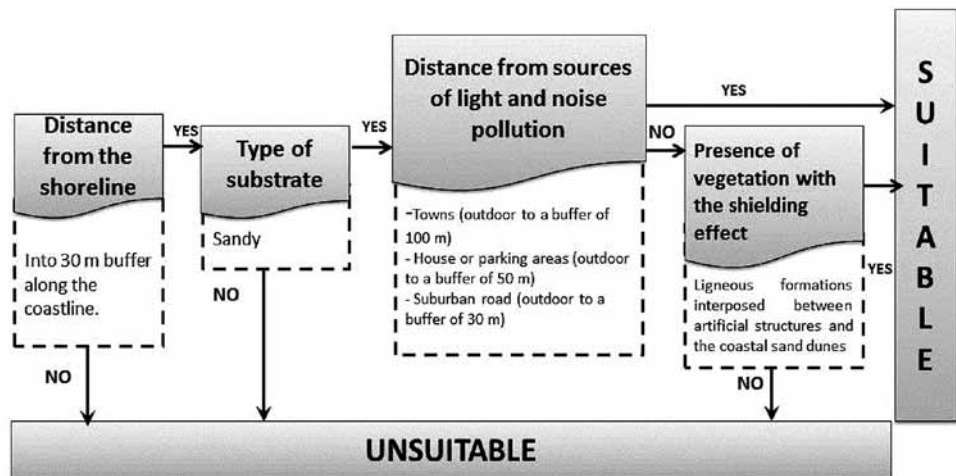 Distance
from the
shoreline
Into 30 m buffer
along the
coastline.
NO
YES
Type of
substrate
Sandy
NO
YES
Distance from sources
of light and noise
pollution
-Towns (outdoor to a buffer of
100 m)
- House or parking areas (outdoor
to a buffer of 50 m)
- Suburban road (outdoor to a
buffer of 30 m)
YES
NO
Presence of
vegetation with
the shielding
effect
Ligneous formations
interposed between
artificial structures and
the coastal sand dunes
YES
NO
SUITABLE
UNSUITABLE